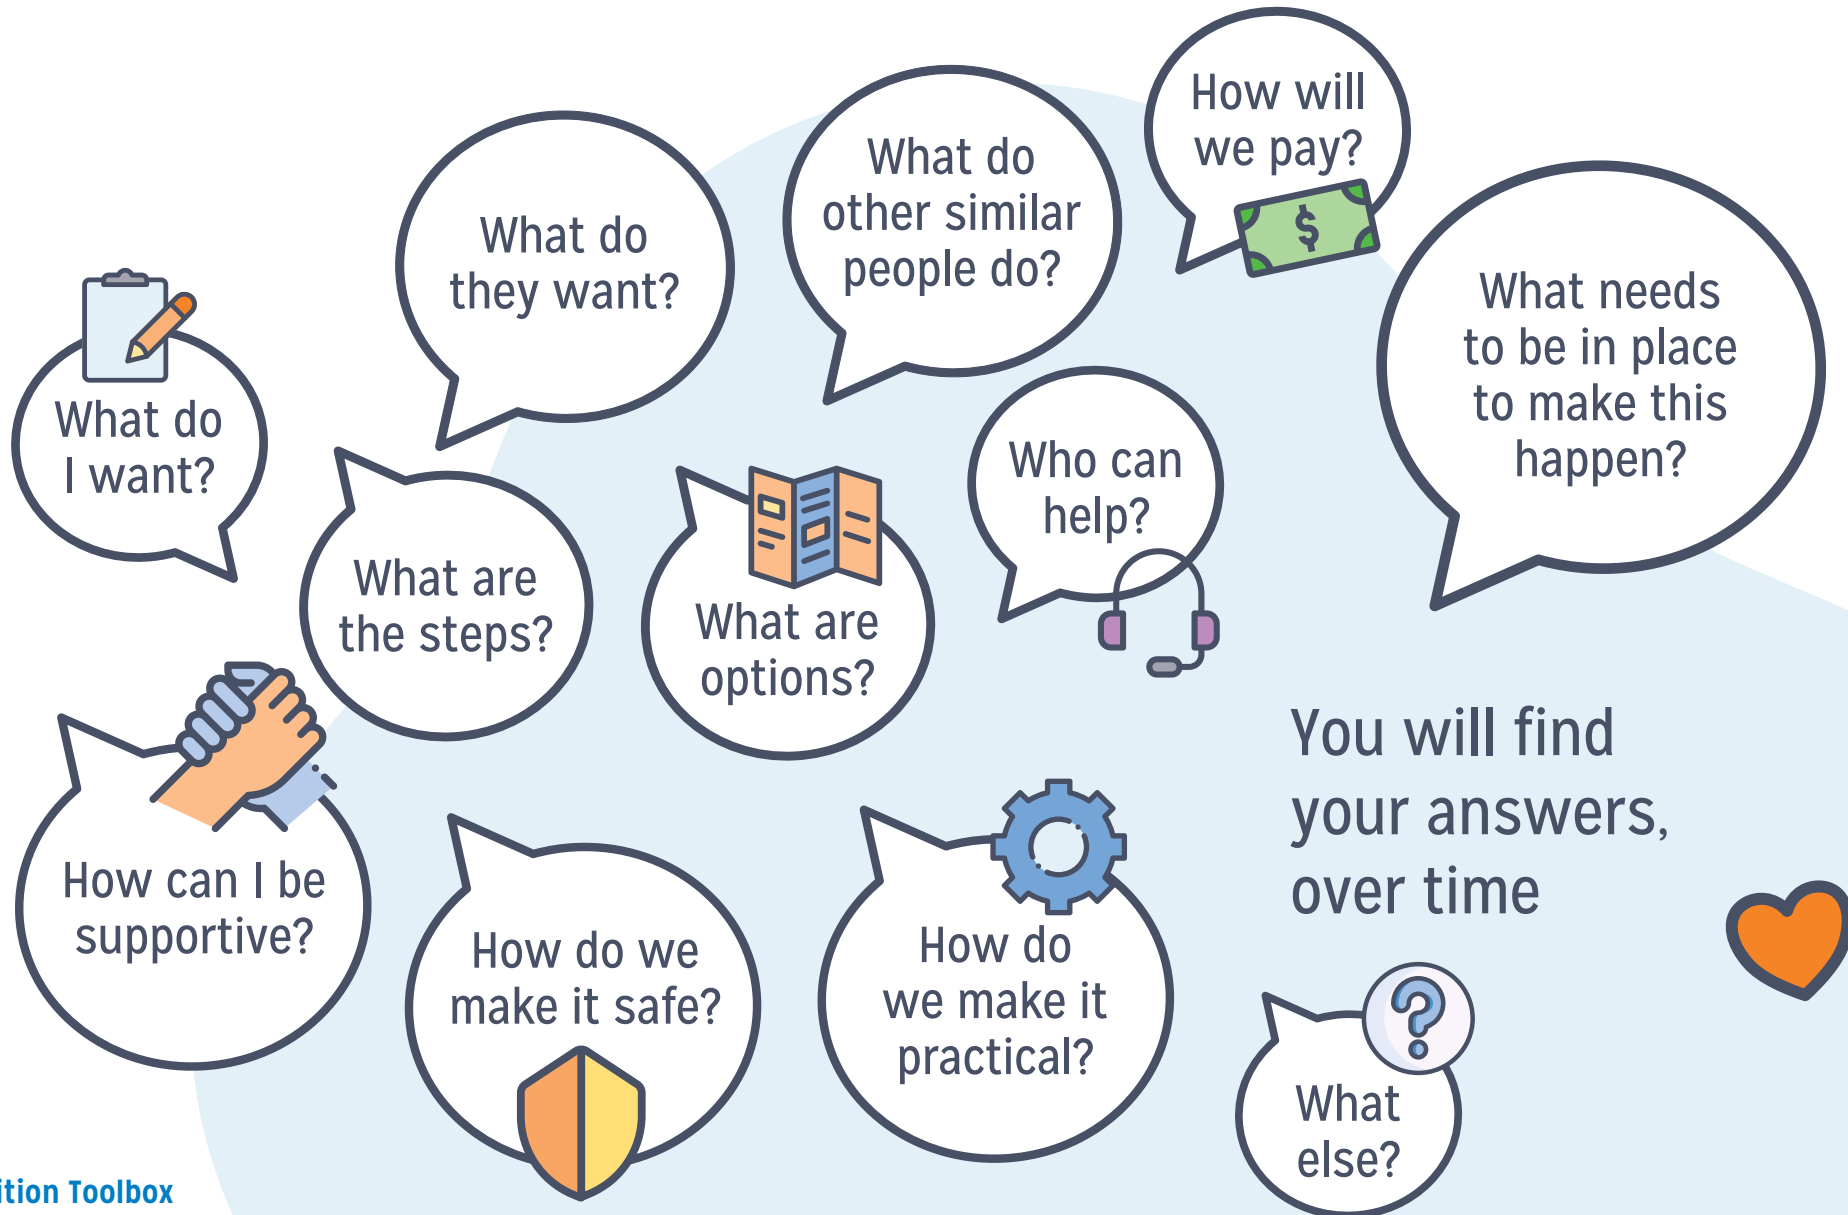 How will
we pay?
What do
other similar
people do?
What do
they want?
What needs
to be in place
to make this
happen?
What do
I want?
Who can
help?
What are
the steps?
What are
options?
You will find
your answers,
over time
How can I be
supportive?
How do we
make it safe?
How do
we make it
practical?
What
else?
ition Toolbox
$
?